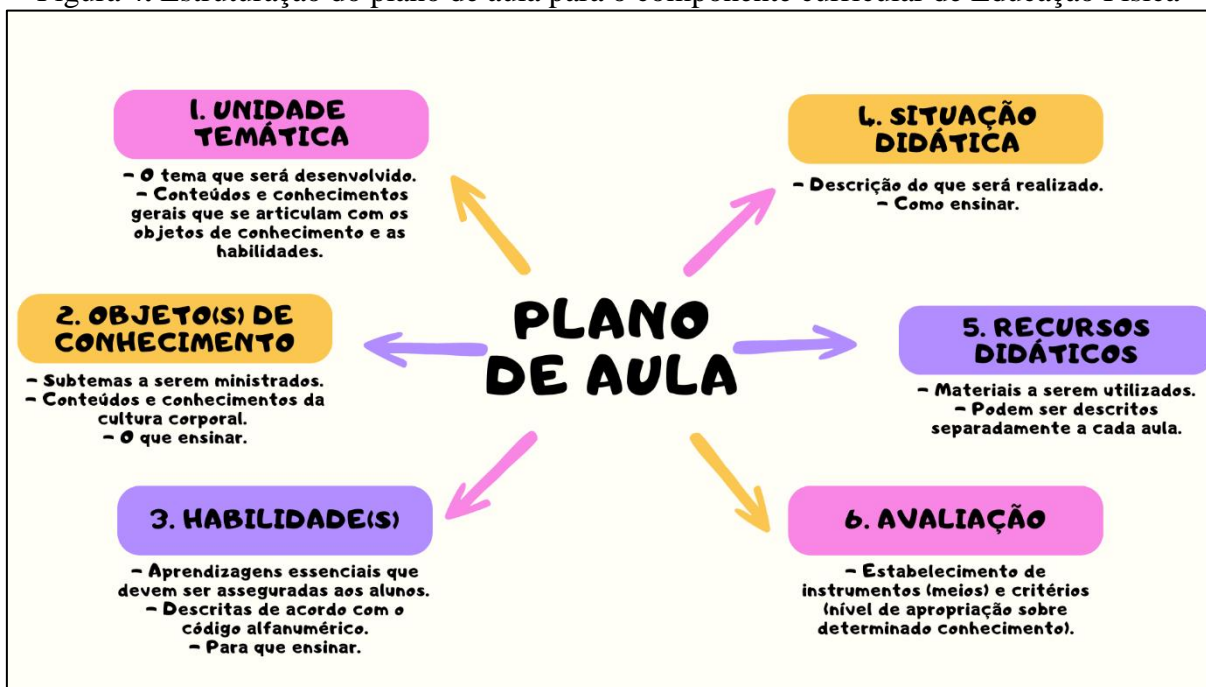 Figura 4. Estruturação do plano de aula para o componente curricular de Educação Física
1. UNIDADE
TEMÁTICA
– O tema que será desenvolvido.
– Conteúdos e conhecimentos
gerais que se articulam com os
objetos de conhecimento e as
habilidades.
2. OBJETO(S) DE
CONHECIMENTO
– Subtemas a serem ministrados.
– Conteúdos e conhecimentos da
cultura corporal.
– O que ensinar.
3. HABILIDADE(S)
– Aprendizagens essenciais que
devem ser asseguradas aos alunos.
– Descritas de acordo com o
código alfanumérico.
– Para que ensinar.
PLANO
DE AULA
4. SITUAÇÃO
DIDÁTICA
– Descrição do que será realizado.
– Como ensinar.
5. RECURSOS
DIDÁTICOS
– Materiais a serem utilizados.
– Podem ser descritos
separadamente a cada aula.
6. AVALIAÇÃO
– Estabelecimento de
instrumentos (meios) e critérios
(nível de apropriação sobre
determinado conhecimento).